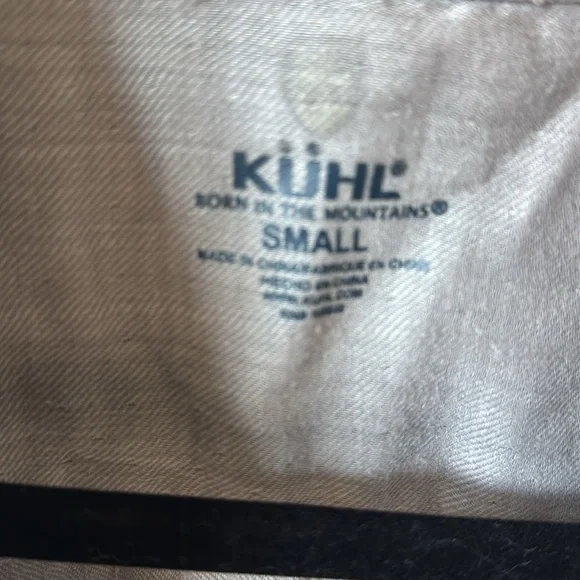 KÜHL®
BORN IN THE MOUNTAINS®
SMALL
MADE IN CHINA/FABRIQUE EN CHINE
HECHO EN CHINA
WWW.KUHL.COM